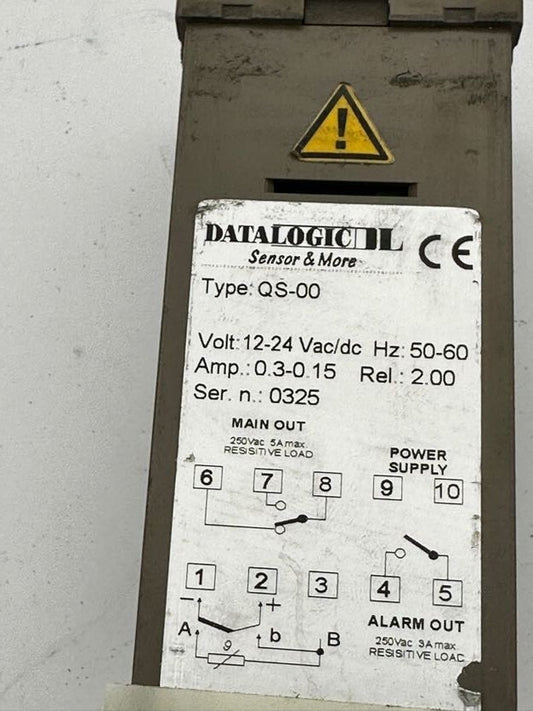 DATALOGIC DL
Sensor & More
CE
Type: QS-00
Volt: 12-24 Vac/dc Hz: 50-60
Amp.: 0.3-0.15 Rel.: 2.00
Ser. n.: 0325
MAIN OUT
250Vac 5A max.
RESISITIVE LOAD
POWER
SUPPLY
6 7 8 9 10
1 2 3 4 5
− +
A b B
ϑ
ALARM OUT
250Vac 3A max.
RESISITIVE LOAD